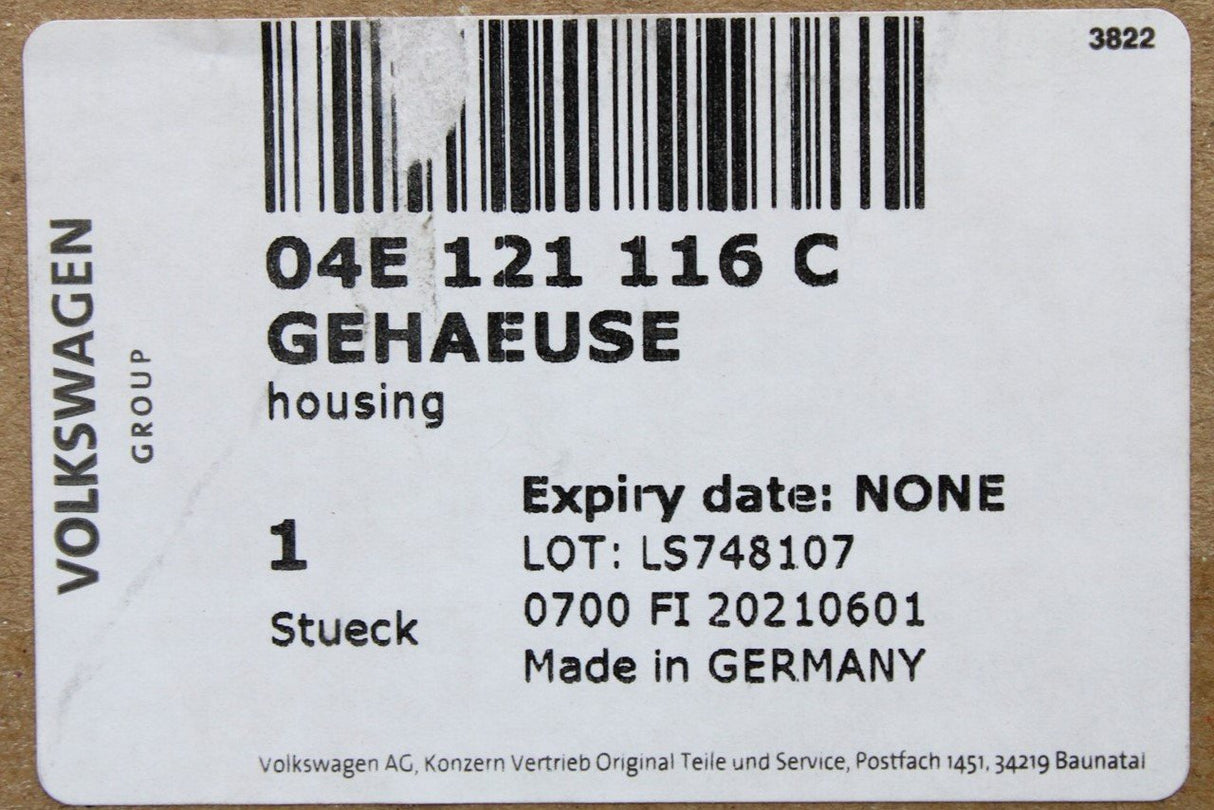 3822
04E 121 116 C
GEHAEUSE
housing
VOLKSWAGEN
GROUP
1
Stueck
Expiry date: NONE
LOT: LS748107
0700 FI 20210601
Made in GERMANY
Volkswagen AG, Konzern Vertrieb Original Teile und Service, Postfach 1451, 34219 Baunatal